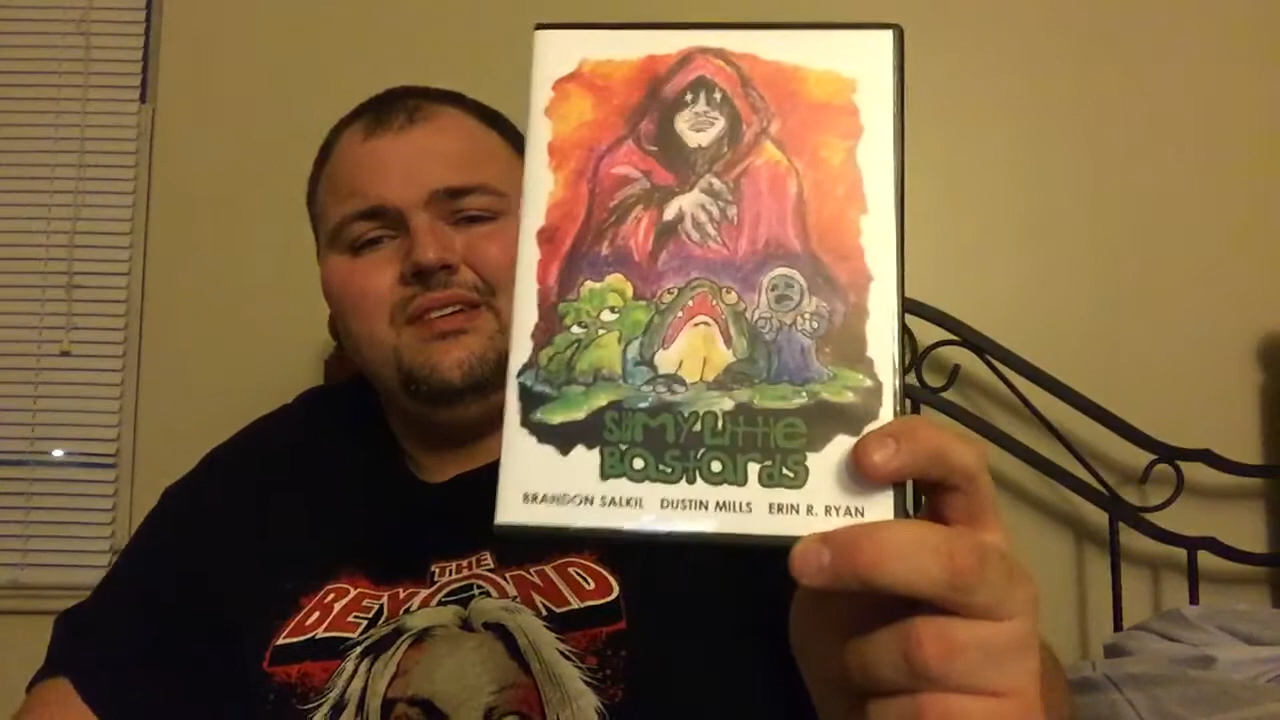 SliMY Little
BastarDS
BRANDON SALKIL DUSTIN MILLS ERIN R. RYAN
THE
BEYOND